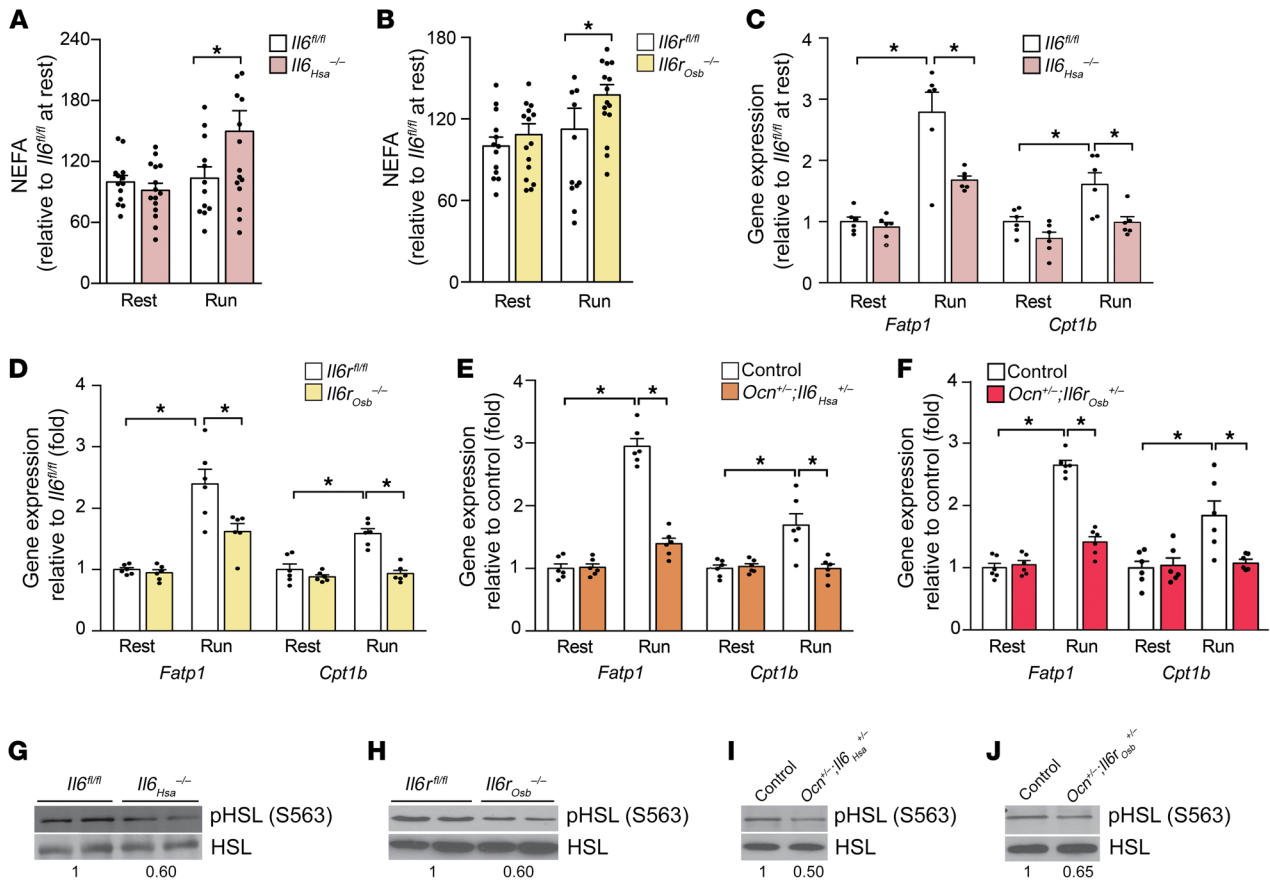 A
NEFA
(relative to Il6fl/fl at rest)
240
180
120
60
0
*
Il6fl/fl
Il6Hsa–/–
Rest Run
B
NEFA
(relative to Il6fl/fl at rest)
180
120
60
0
*
Il6rfl/fl
Il6rOsb–/–
Rest Run
C
Gene expression
(relative to Il6fl/fl at rest)
4
3
2
1
0
* *
* *
Il6fl/fl
Il6Hsa–/–
Rest Run Rest Run
Fatp1 Cpt1b
D
Gene expression
relative to Il6fl/fl (fold)
4
3
2
1
0
* *
* *
Il6rfl/fl
Il6rOsb–/–
Rest Run Rest Run
Fatp1 Cpt1b
E
Gene expression
relative to control (fold)
4
3
2
1
0
* *
* *
Control
Ocn+/–;Il6Hsa+/–
Rest Run Rest Run
Fatp1 Cpt1b
F
Gene expression
relative to control (fold)
4
3
2
1
0
* *
* *
Control
Ocn+/–;Il6rOsb+/–
Rest Run Rest Run
Fatp1 Cpt1b
G
Il6fl/fl Il6Hsa–/–
pHSL (S563)
HSL
1 0.60
H
Il6rfl/fl Il6rOsb–/–
pHSL (S563)
HSL
1 0.60
I
Control Ocn+/–;Il6Hsa+/–
pHSL (S563)
HSL
1 0.50
J
Control Ocn+/–;Il6rOsb+/–
pHSL (S563)
HSL
1 0.65